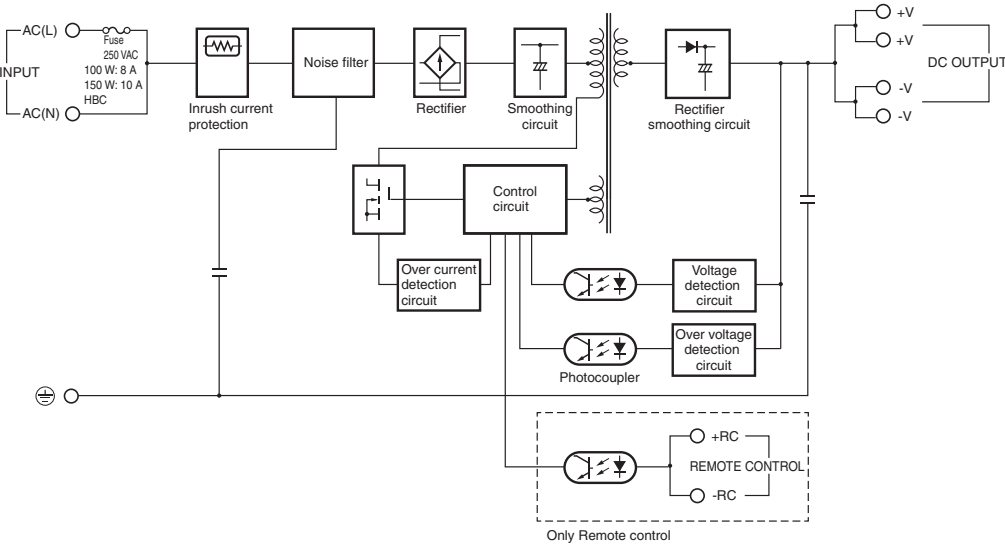 AC(L)
Fuse
250 VAC
100 W: 8 A
150 W: 10 A
HBC
INPUT
AC(N)
Inrush current
protection
Noise filter
Rectifier
Smoothing
circuit
Rectifier
smoothing circuit
+V
+V
DC OUTPUT
-V
-V
Control
circuit
Over current
detection
circuit
Voltage
detection
circuit
Over voltage
detection
circuit
Photocoupler
+RC
REMOTE CONTROL
-RC
Only Remote control